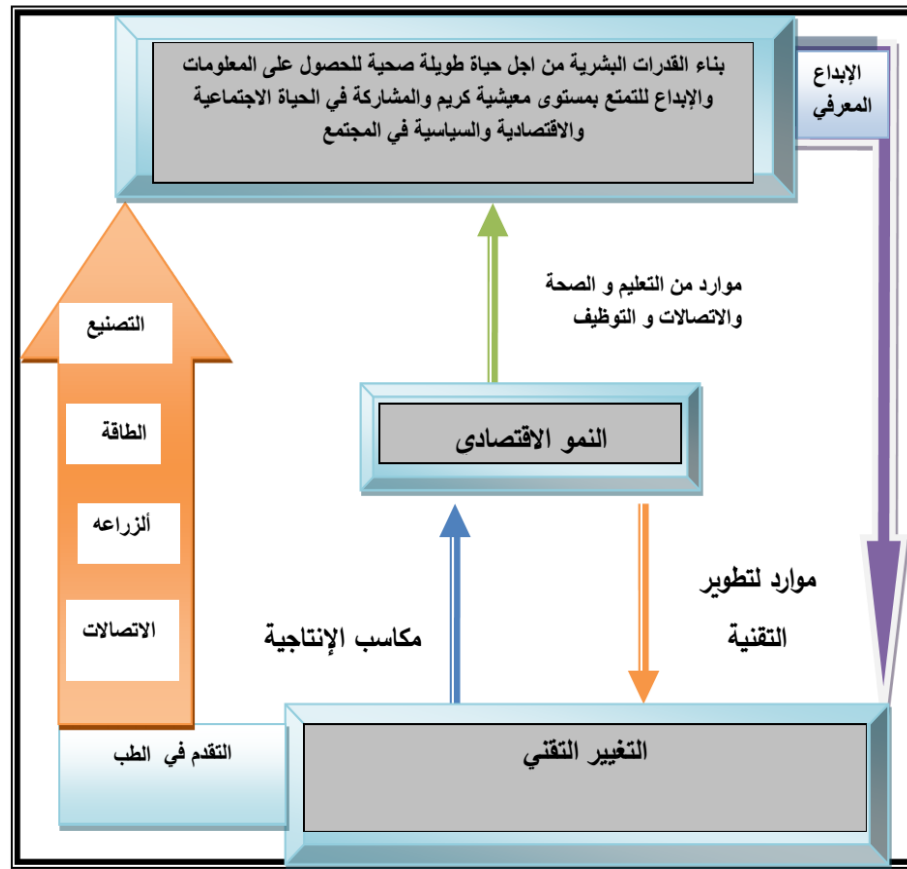 بناء القدرات البشرية من اجل حياة طويلة صحية للحصول على المعلومات
والإبداع للتمتع بمستوى معيشية كريم والمشاركة في الحياة الاجتماعية
والاقتصادية والسياسية في المجتمع
الإبداع
المعرفي
موارد من التعليم و الصحة
والاتصالات و التوظيف
التصنيع
الطاقة
ألزراعه
الاتصالات
النمو الاقتصادى
موارد لتطوير
التقنية
مكاسب الإنتاجية
التغيير التقني
التقدم في الطب